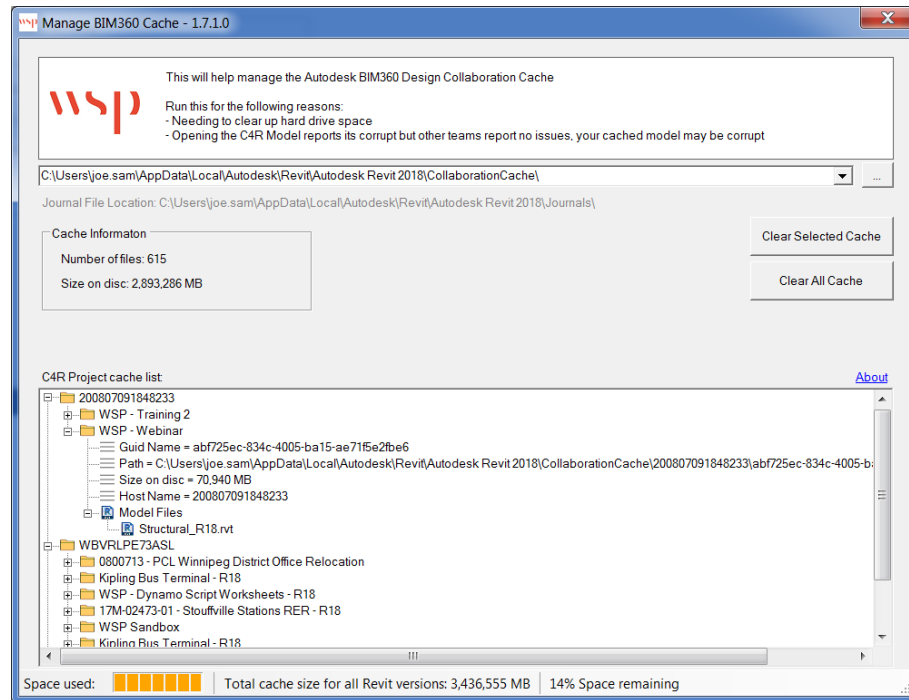 wsp Manage BIM360 Cache - 1.7.1.0
wsp
This will help manage the Autodesk BIM360 Design Collaboration Cache
Run this for the following reasons:
- Needing to clear up hard drive space
- Opening the C4R Model reports its corrupt but other teams report no issues, your cached model may be corrupt
C:\Users\joe.sam\AppData\Local\Autodesk\Revit\Autodesk Revit 2018\CollaborationCache\
...
Journal File Location: C:\Users\joe.sam\AppData\Local\Autodesk\Revit\Autodesk Revit 2018\Journals\
Cache Informaton
Number of files: 615
Size on disc: 2,893,286 MB
Clear Selected Cache
Clear All Cache
C4R Project cache list:
About
200807091848233
WSP - Training 2
WSP - Webinar
Guid Name = abf725ec-834c-4005-ba15-ae71f5e2fbe6
Path = C:\Users\joe.sam\AppData\Local\Autodesk\Revit\Autodesk Revit 2018\CollaborationCache\200807091848233\abf725ec-834c-4005-b
Size on disc = 70,940 MB
Host Name = 200807091848233
Model Files
Structural_R18.rvt
WBVRLPE73ASL
0800713 - PCL Winnipeg District Office Relocation
Kipling Bus Terminal - R18
WSP - Dynamo Script Worksheets - R18
17M-02473-01 - Stouffville Stations RER - R18
WSP Sandbox
Kipling Bus Terminal - R18
Space used:
Total cache size for all Revit versions: 3,436,555 MB
14% Space remaining